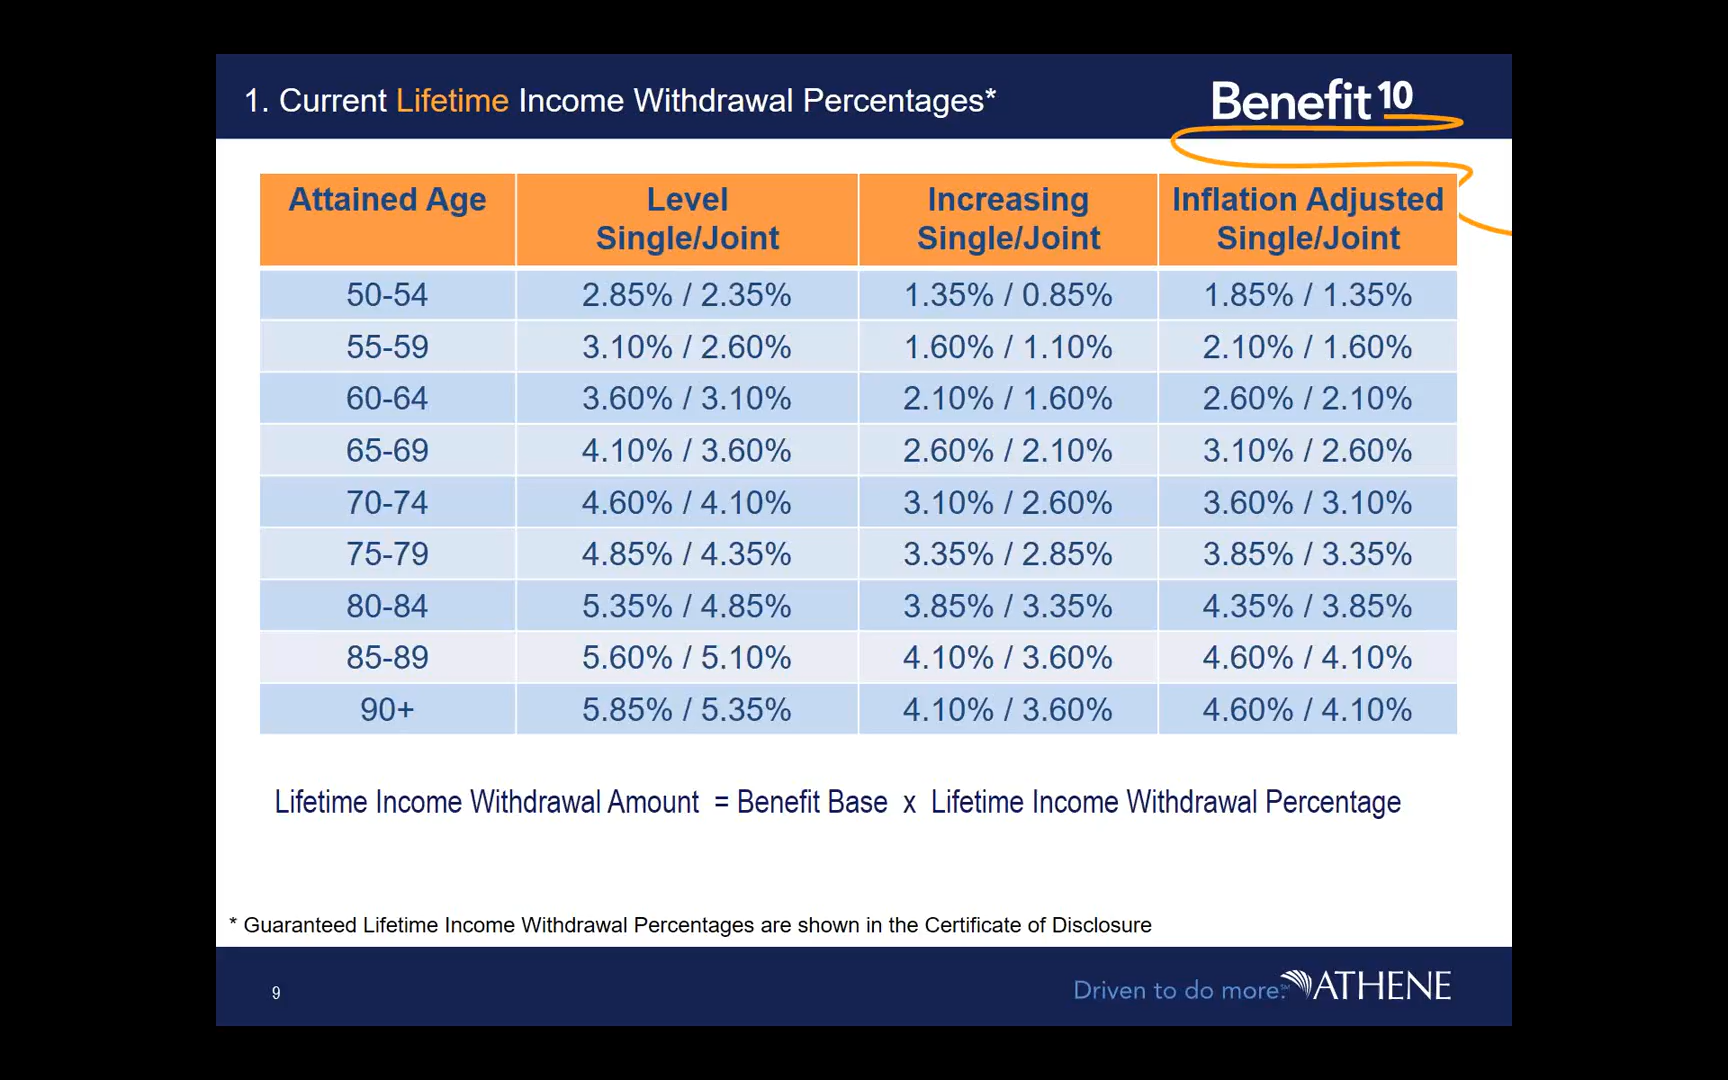 1. Current Lifetime Income Withdrawal Percentages*
Benefit 10
Attained Age
Level Single/Joint
Increasing Single/Joint
Inflation Adjusted Single/Joint
50-54 2.85% / 2.35% 1.35% / 0.85% 1.85% / 1.35%
55-59 3.10% / 2.60% 1.60% / 1.10% 2.10% / 1.60%
60-64 3.60% / 3.10% 2.10% / 1.60% 2.60% / 2.10%
65-69 4.10% / 3.60% 2.60% / 2.10% 3.10% / 2.60%
70-74 4.60% / 4.10% 3.10% / 2.60% 3.60% / 3.10%
75-79 4.85% / 4.35% 3.35% / 2.85% 3.85% / 3.35%
80-84 5.35% / 4.85% 3.85% / 3.35% 4.35% / 3.85%
85-89 5.60% / 5.10% 4.10% / 3.60% 4.60% / 4.10%
90+ 5.85% / 5.35% 4.10% / 3.60% 4.60% / 4.10%
Lifetime Income Withdrawal Amount = Benefit Base x Lifetime Income Withdrawal Percentage
* Guaranteed Lifetime Income Withdrawal Percentages are shown in the Certificate of Disclosure
9
Driven to do more.℠ ATHENE